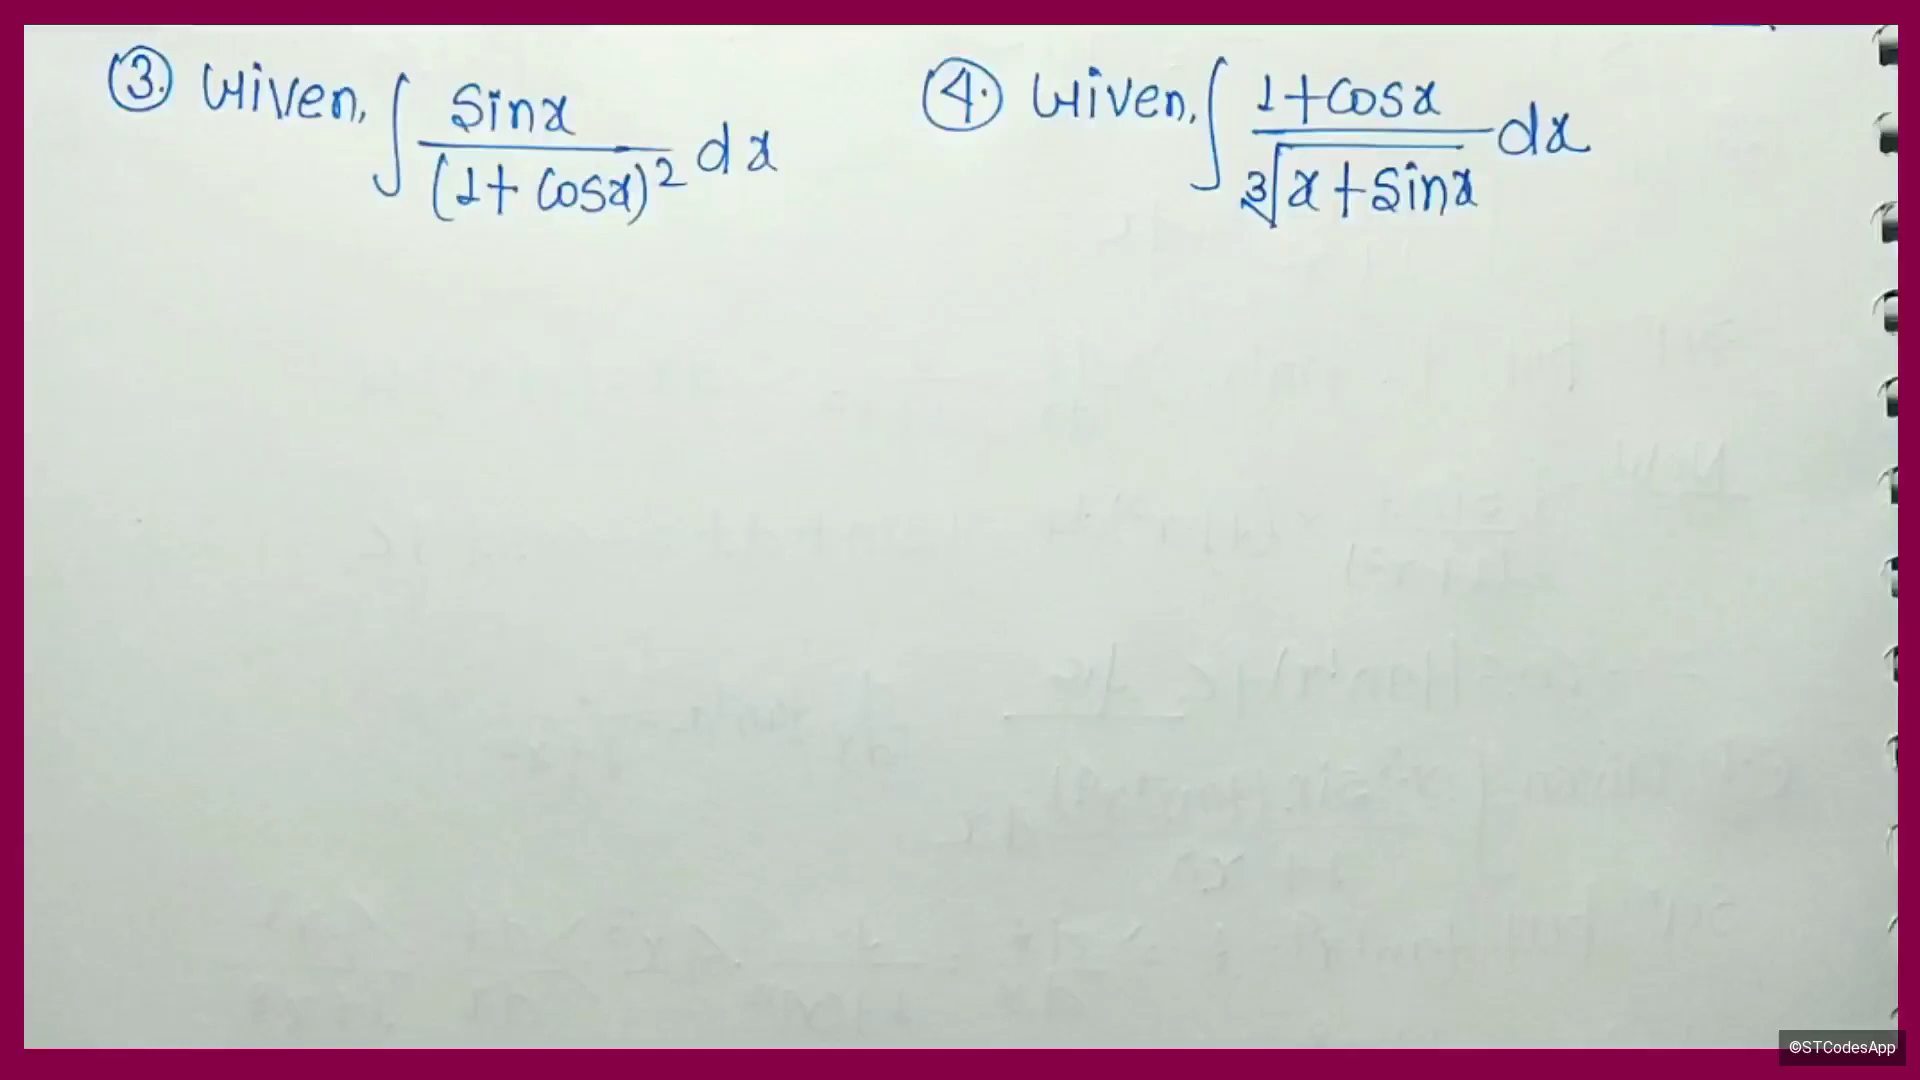 ③. Given, ∫ Sinx / (1 + Cosx)² dx
④. Given, ∫ 1+Cosx / ∛(x + Sinx) dx
©STCodesApp